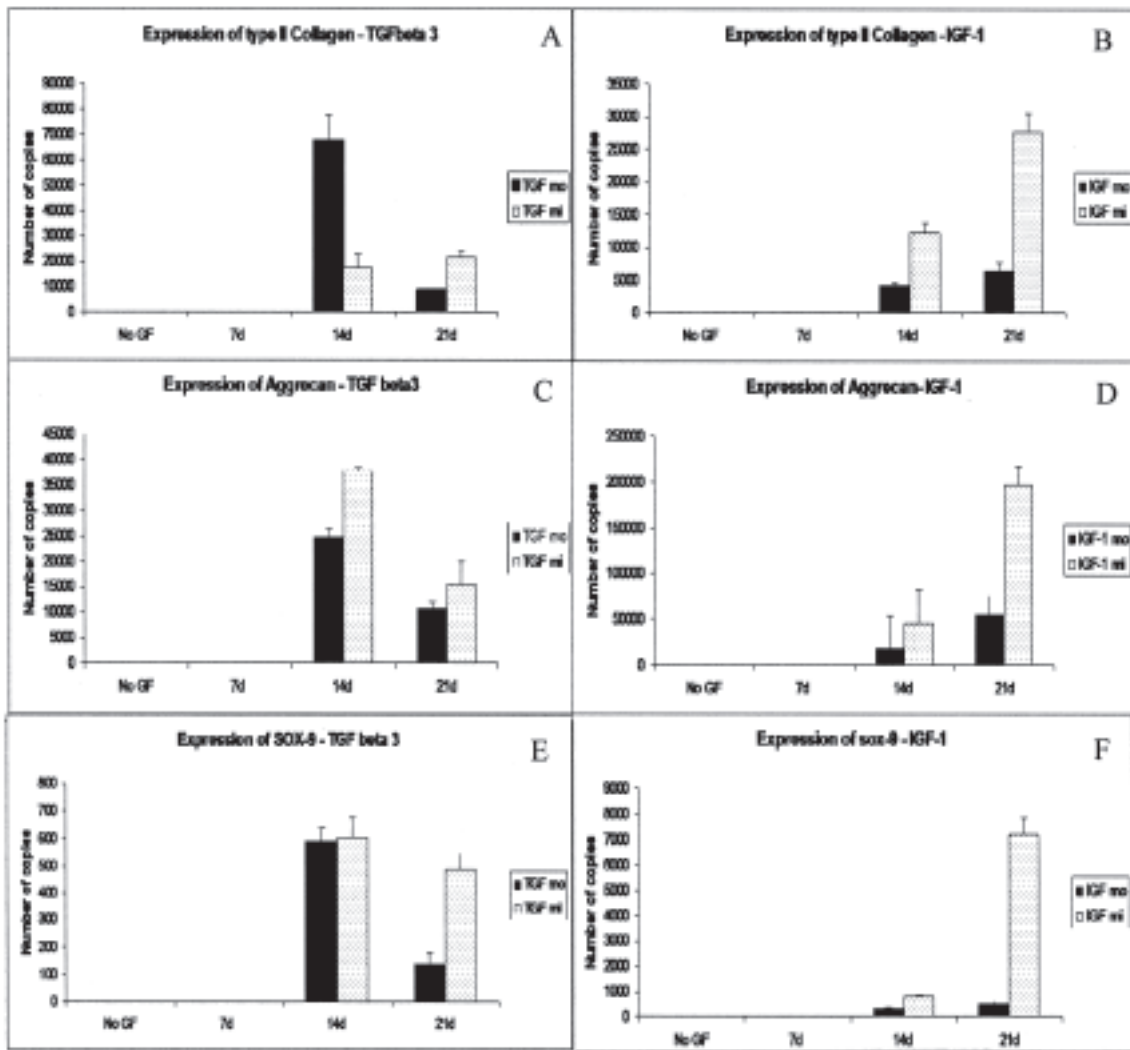 Expression of type II Collagen - TGFbeta 3
A
Number of copies
90000
80000
70000
60000
50000
40000
30000
20000
10000
0
No GF 7d 14d 21d
TGF mo
TGF mi
Expression of type II Collagen -IGF-1
B
Number of copies
35000
30000
25000
20000
15000
10000
5000
0
No GF 7d 14d 21d
IGF mo
IGF mi
Expression of Aggrecan - TGF beta3
C
Number of copies
45000
40000
35000
30000
25000
20000
15000
10000
5000
0
No GF 7d 14d 21d
TGF mo
TGF mi
Expression of Aggrecan-IGF-1
D
Number of copies
250000
200000
150000
100000
50000
0
No GF 7d 14d 21d
IGF-1 mo
IGF-1 mi
Expression of SOX-9 - TGF beta 3
E
Number of copies
800
700
600
500
400
300
200
100
0
No GF 7d 14d 21d
TGF mo
TGF mi
Expression of sox-9 -IGF-1
F
Number of copies
9000
8000
7000
6000
5000
4000
3000
2000
1000
0
No GF 7d 14d 21d
IGF mo
IGF mi